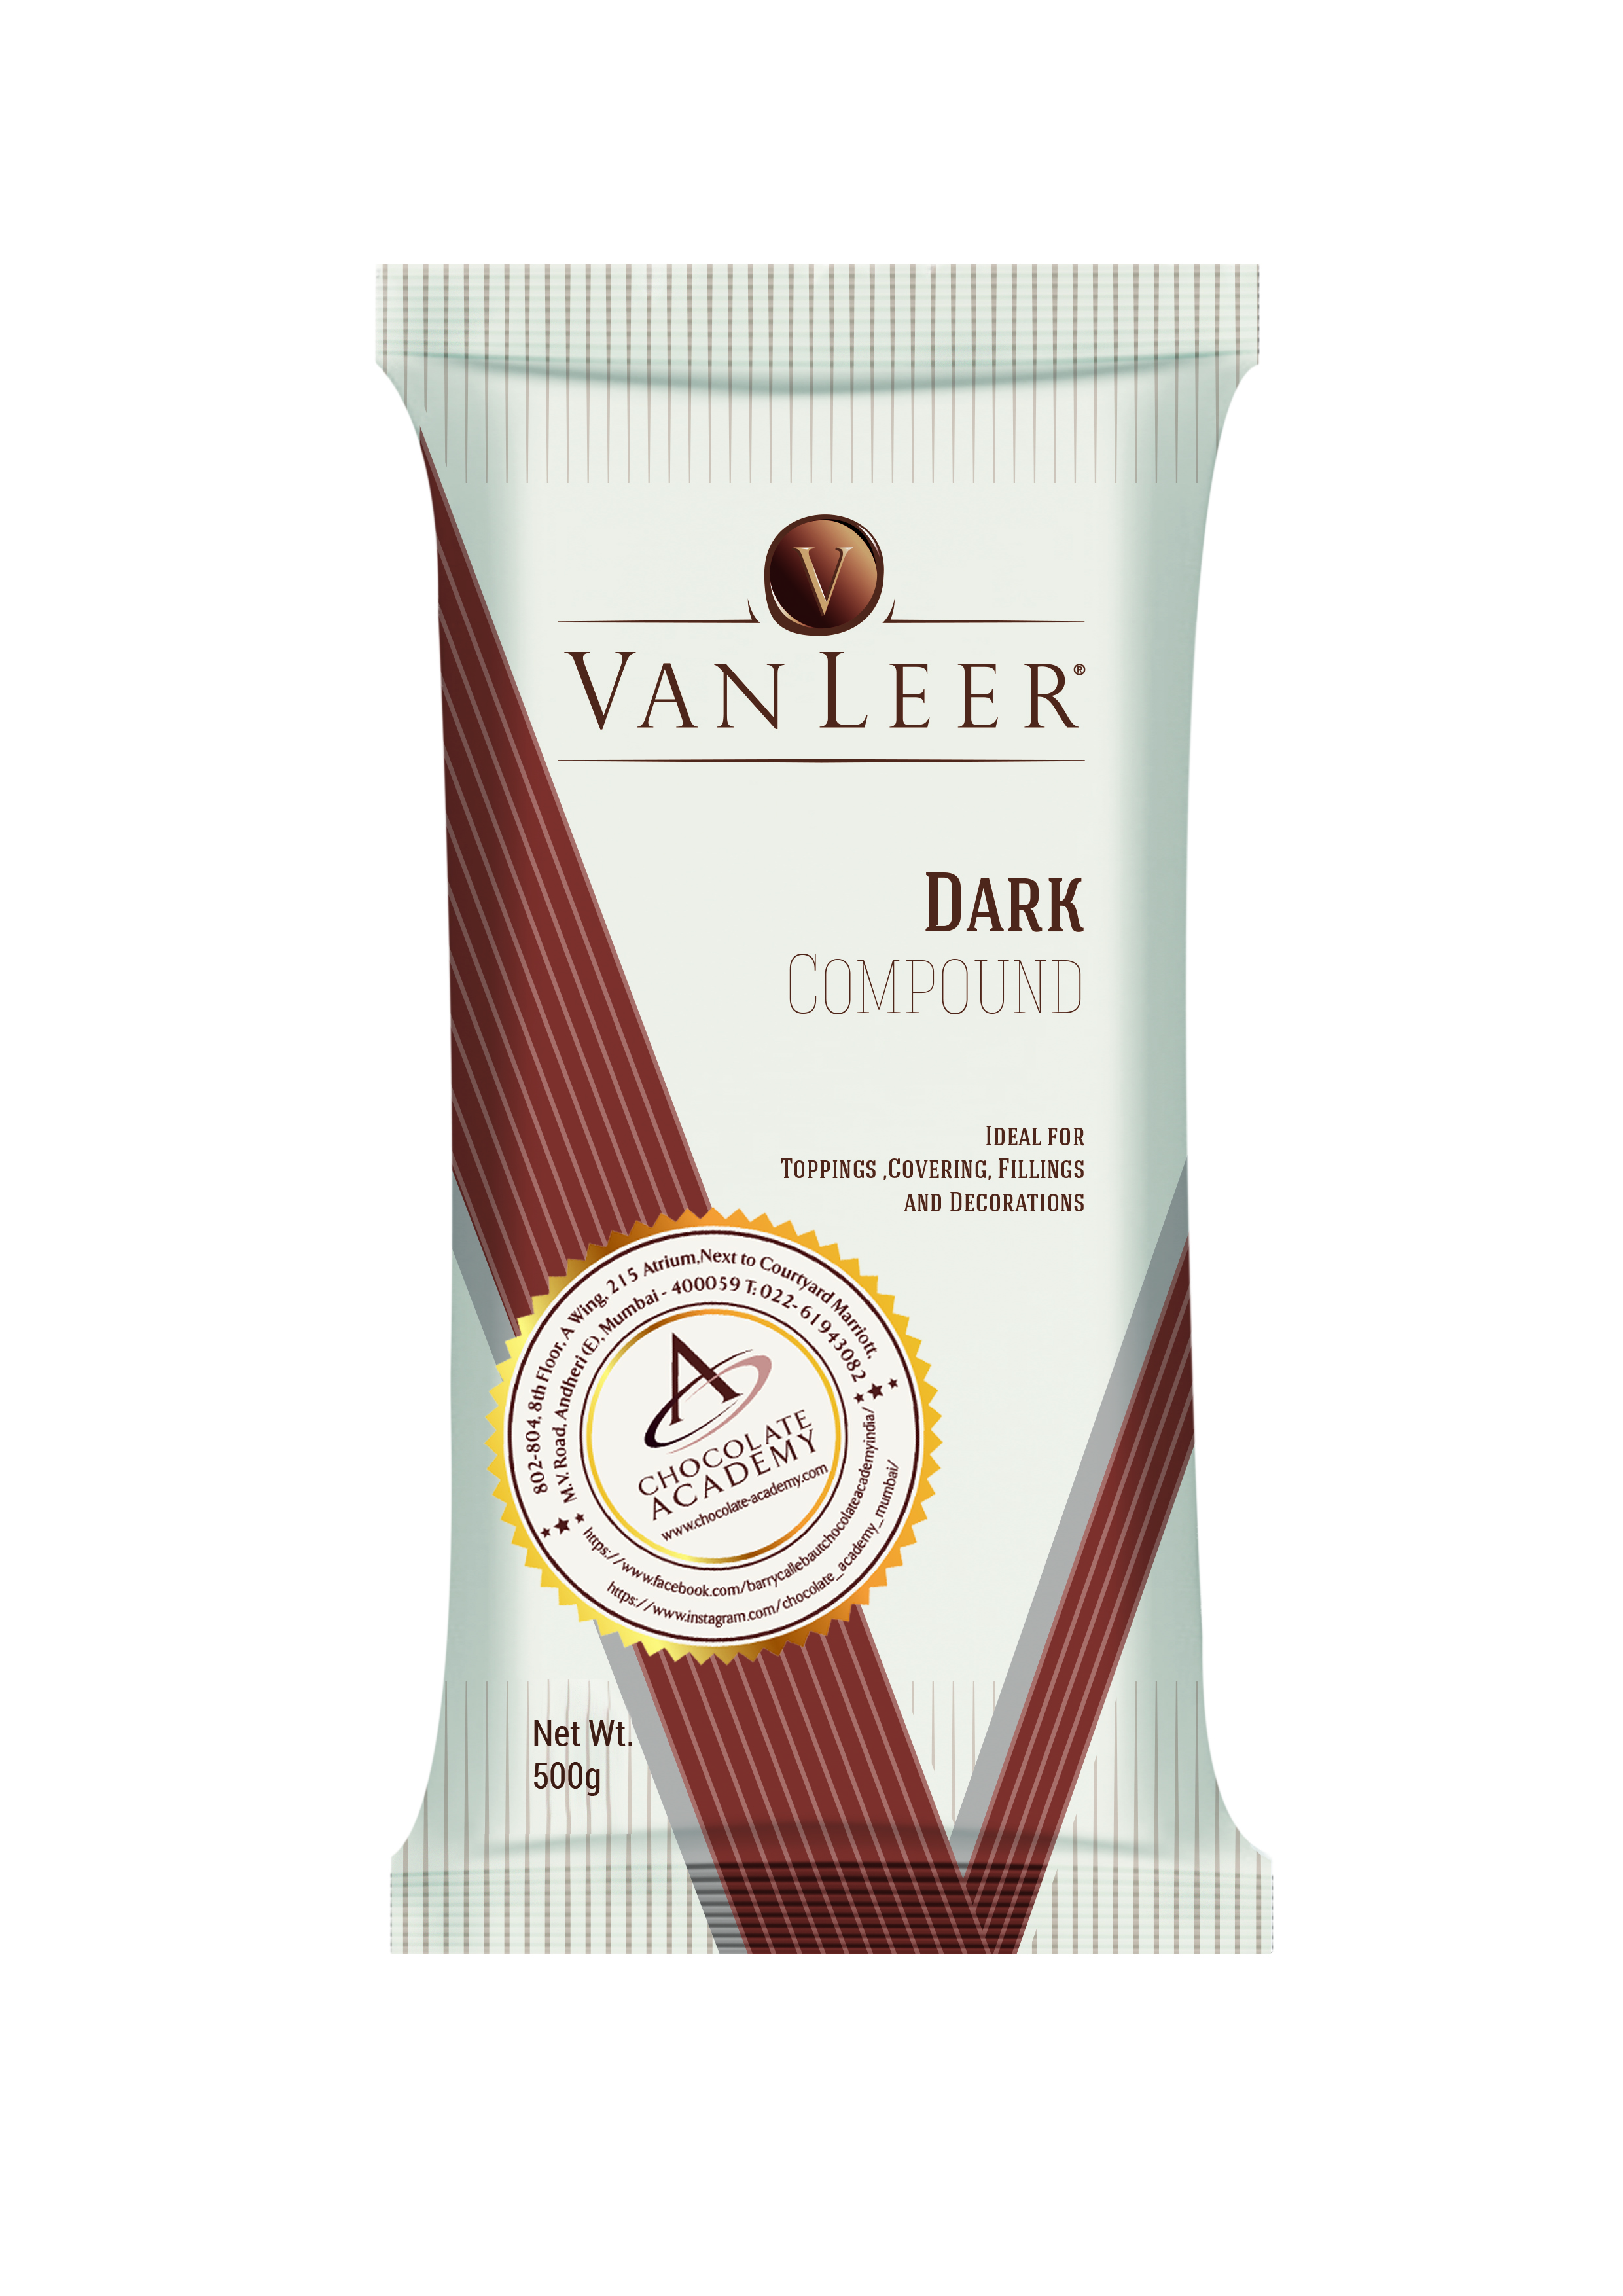 V
VAN LEER®
DARK
COMPOUND
IDEAL FOR
TOPPINGS ,COVERING, FILLINGS
AND DECORATIONS
802-804, 8th Floor, A Wing, 215 Atrium,Next to Courtyard Marriott,
M.V. Road, Andheri (E), Mumbai - 400059 T: 022-61943082
A
CHOCOLATE
ACADEMY
www.chocolate-academy.com
https://www.facebook.com/barrycallebautchocolateacademyindia/
https://www.instagram.com/chocolate_academy_mumbai/
Net Wt.
500g